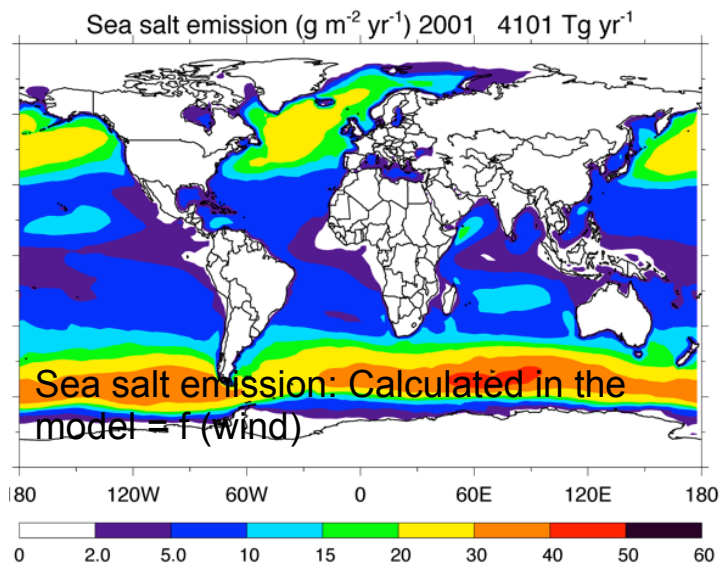 Sea salt emission (g m⁻² yr⁻¹) 2001 4101 Tg yr⁻¹
Sea salt emission: Calculated in the
model = f (wind)
180 120W 60W 0 60E 120E 180
0 2.0 5.0 10 15 20 30 40 50 60